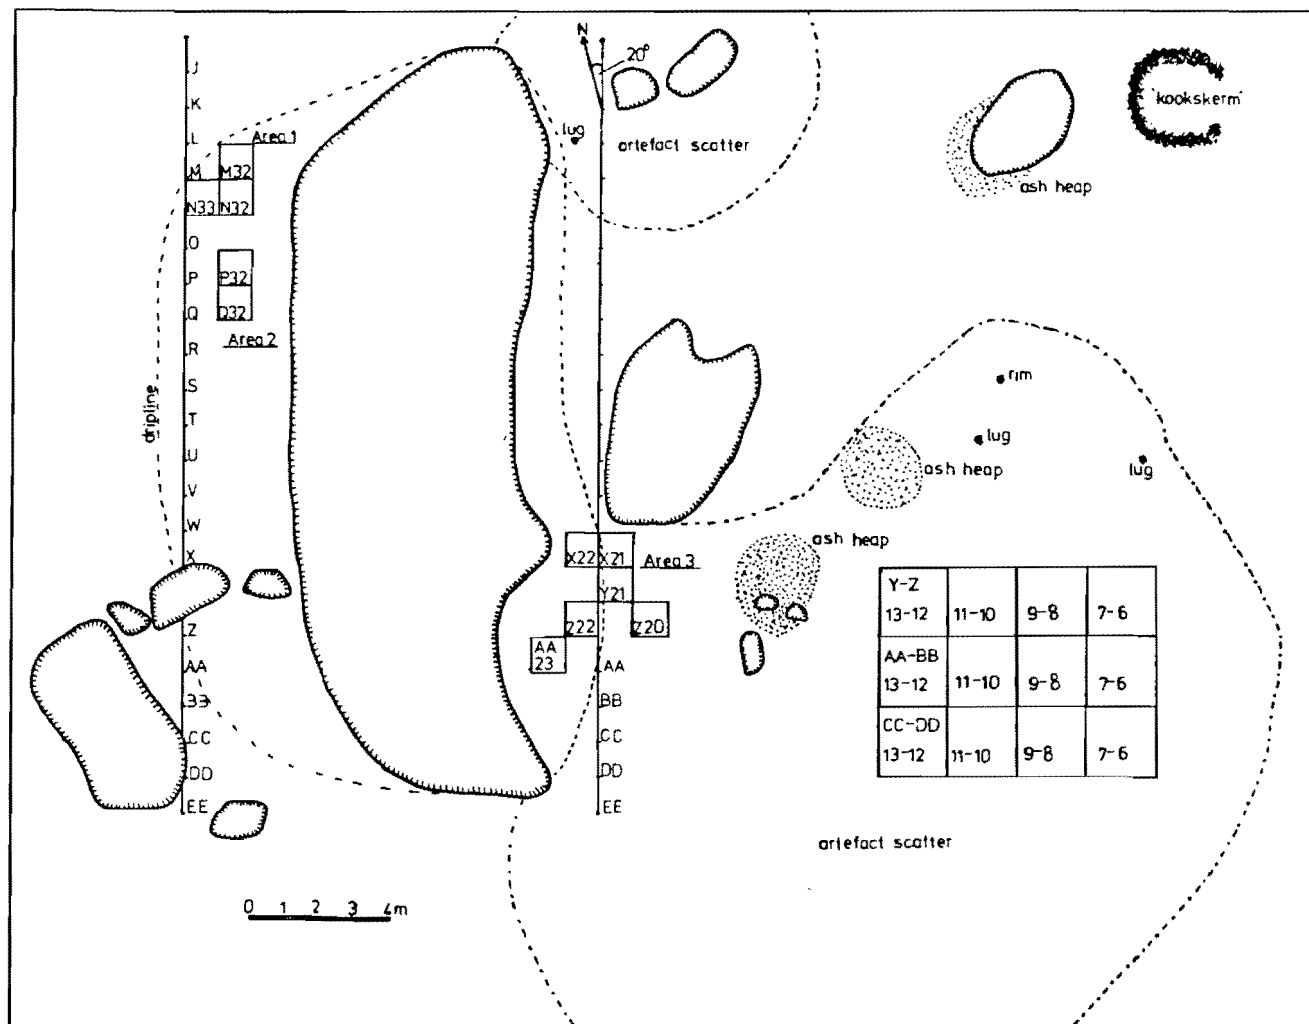 N
20°
J
K
L
Area 1
M
M32
N33
N32
O
P
P32
Q
Q32
R
Area 2
S
T
U
V
W
X
Z
AA
BB
CC
DD
EE
dripline
lug
artefact scatter
'kookskerm'
ash heap
rim
lug
lug
ash heap
ash heap
X22
X21
Area 3
Y21
Z22
Z20
AA
23
AA
BB
CC
DD
EE
Y-Z
13-12 11-10 9-8 7-6
AA-BB
13-12 11-10 9-8 7-6
CC-DD
13-12 11-10 9-8 7-6
artefact scatter
0 1 2 3 4m